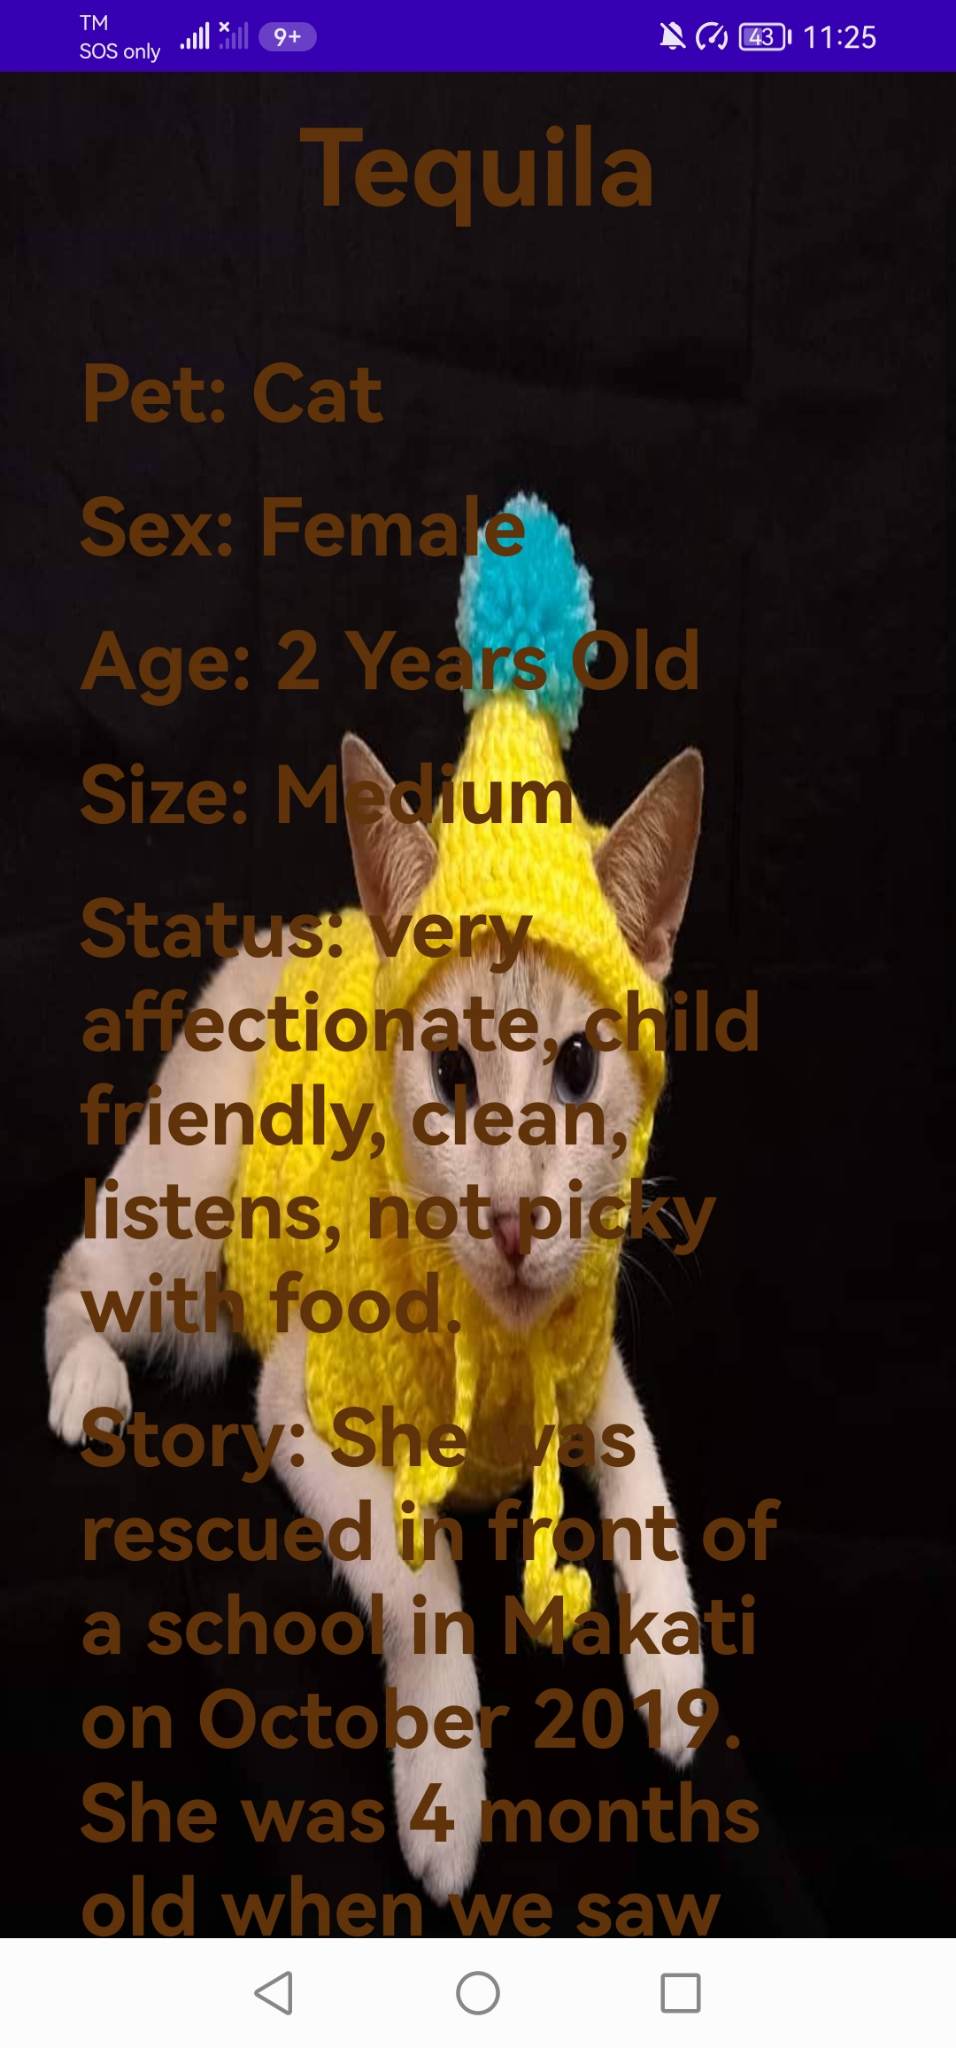 TM
SOS only
9+
43
11:25
Tequila
Pet: Cat
Sex: Female
Age: 2 Years Old
Size: Medium
Status: very
affectionate, child
friendly, clean,
listens, not picky
with food.
Story: She was
rescued in front of
a school in Makati
on October 2019.
She was 4 months
old when we saw